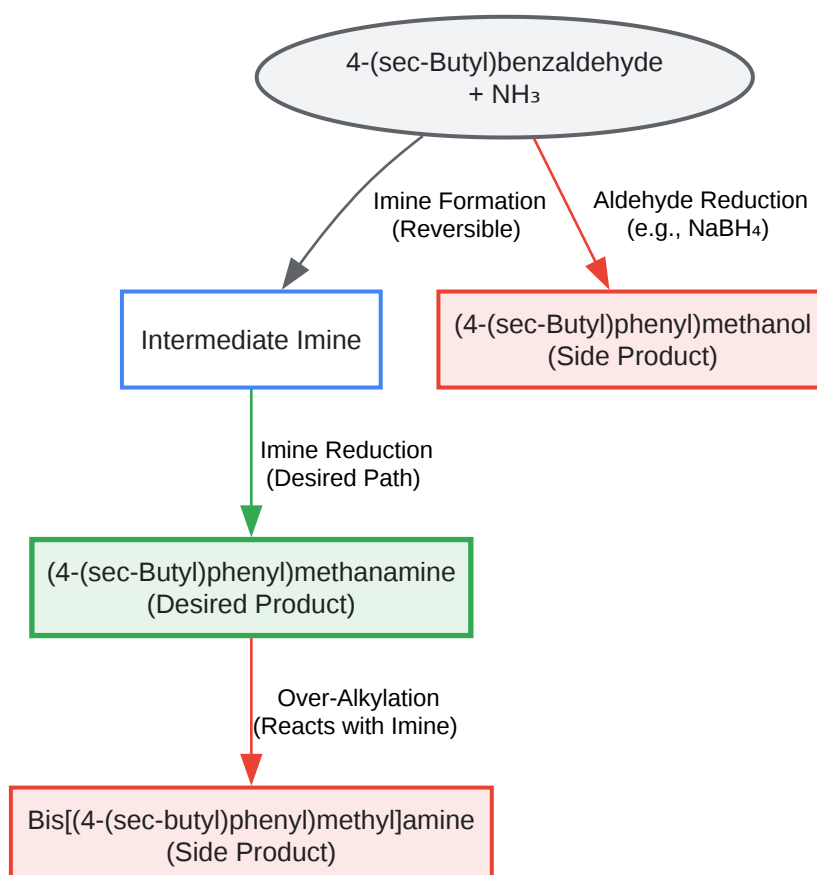 4-(sec-Butyl)benzaldehyde
+ NH₃
Imine Formation
(Reversible)
Aldehyde Reduction
(e.g., NaBH₄)
Intermediate Imine
(4-(sec-Butyl)phenyl)methanol
(Side Product)
Imine Reduction
(Desired Path)
(4-(sec-Butyl)phenyl)methanamine
(Desired Product)
Over-Alkylation
(Reacts with Imine)
Bis[(4-(sec-butyl)phenyl)methyl]amine
(Side Product)